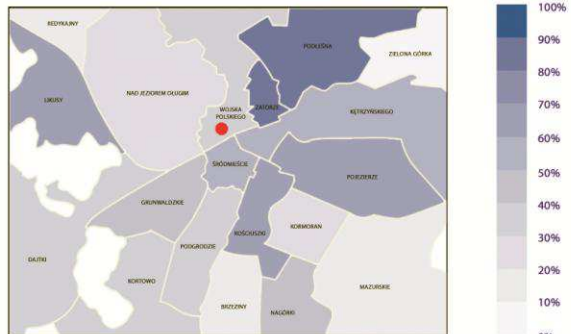 REDYKAJNY
PODLEŚNA
ZIELONA GÓRKA
LIKUSY
NAD JEZIOREM DŁUGIM
WOJSKA
POLSKIEGO
ZATORZE
KĘTRZYŃSKIEGO
ŚRÓDMIEŚCIE
POJEZIERZE
GRUNWALDZKIE
KOŚCIUSZKI
KORMORAN
PODGRODZIE
DAJTKI
KORTOWO
MAZURSKIE
BRZEZINY
NAGÓRKI
100%
90%
80%
70%
60%
50%
40%
30%
20%
10%